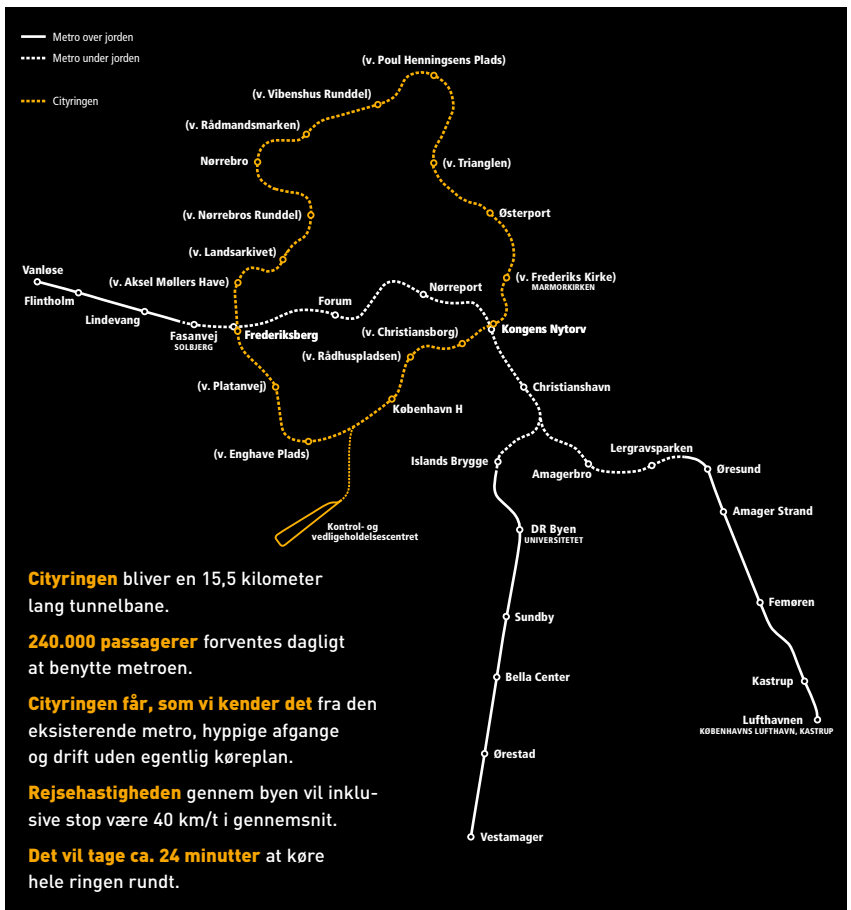 Metro over jorden
Metro under jorden
Cityringen
(v. Poul Henningsens Plads)
(v. Vibenshus Runddel)
(v. Rådmandsmarken)
Nørrebro
(v. Trianglen)
(v. Nørrebros Runddel)
Østerport
(v. Landsarkivet)
Vanløse
(v. Aksel Møllers Have)
(v. Frederiks Kirke)
MARMORKIRKEN
Flintholm
Nørreport
Forum
Lindevang
Fasanvej
SOLBJERG
Frederiksberg
(v. Christiansborg)
Kongens Nytorv
(v. Rådhuspladsen)
(v. Platanvej)
Christianshavn
København H
(v. Enghave Plads)
Islands Brygge
Lergravsparken
Amagerbro
Øresund
Amager Strand
Kontrol- og
vedligeholdelsescentret
DR Byen
UNIVERSITETET
Femøren
Sundby
Bella Center
Kastrup
Lufthavnen
KØBENHAVNS LUFTHAVN, KASTRUP
Ørestad
Vestamager
Cityringen bliver en 15,5 kilometer
lang tunnelbane.
240.000 passagerer forventes dagligt
at benytte metroen.
Cityringen får, som vi kender det fra den
eksisterende metro, hyppige afgange
og drift uden egentlig køreplan.
Rejsehastigheden gennem byen vil inklu-
sive stop være 40 km/t i gennemsnit.
Det vil tage ca. 24 minutter at køre
hele ringen rundt.